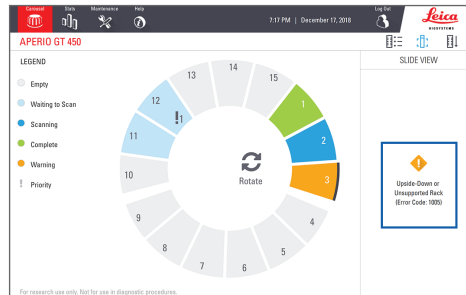 Carousel Stats Maintenance Help
7:17 PM | December 17, 2018
Log Out
Leica
BIOSYSTEMS
APERIO GT 450
LEGEND
SLIDE VIEW
Empty
Waiting to Scan
Scanning
Complete
Warning
! Priority
1
2
3
4
5
6
7
8
9
10
11
12
!1
13
14
15
Rotate
Upside-Down or
Unsupported Rack
(Error Code: 1005)
For research use only. Not for use in diagnostic procedures.